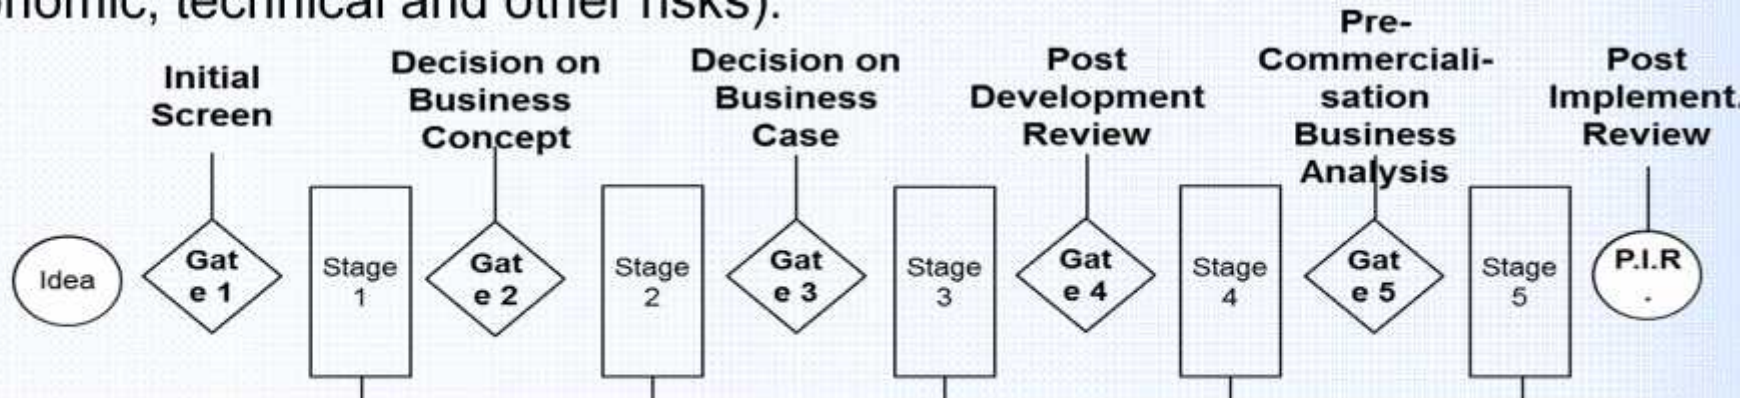 onomic, technical and other risks).
Initial
Screen
Decision on
Business
Concept
Decision on
Business
Case
Post
Development
Review
Pre-
Commerciali-
sation
Business
Analysis
Post
Implement.
Review
Idea
Gat
e 1
Stage
1
Gat
e 2
Stage
2
Gat
e 3
Stage
3
Gat
e 4
Stage
4
Gat
e 5
Stage
5
P.I.R
.